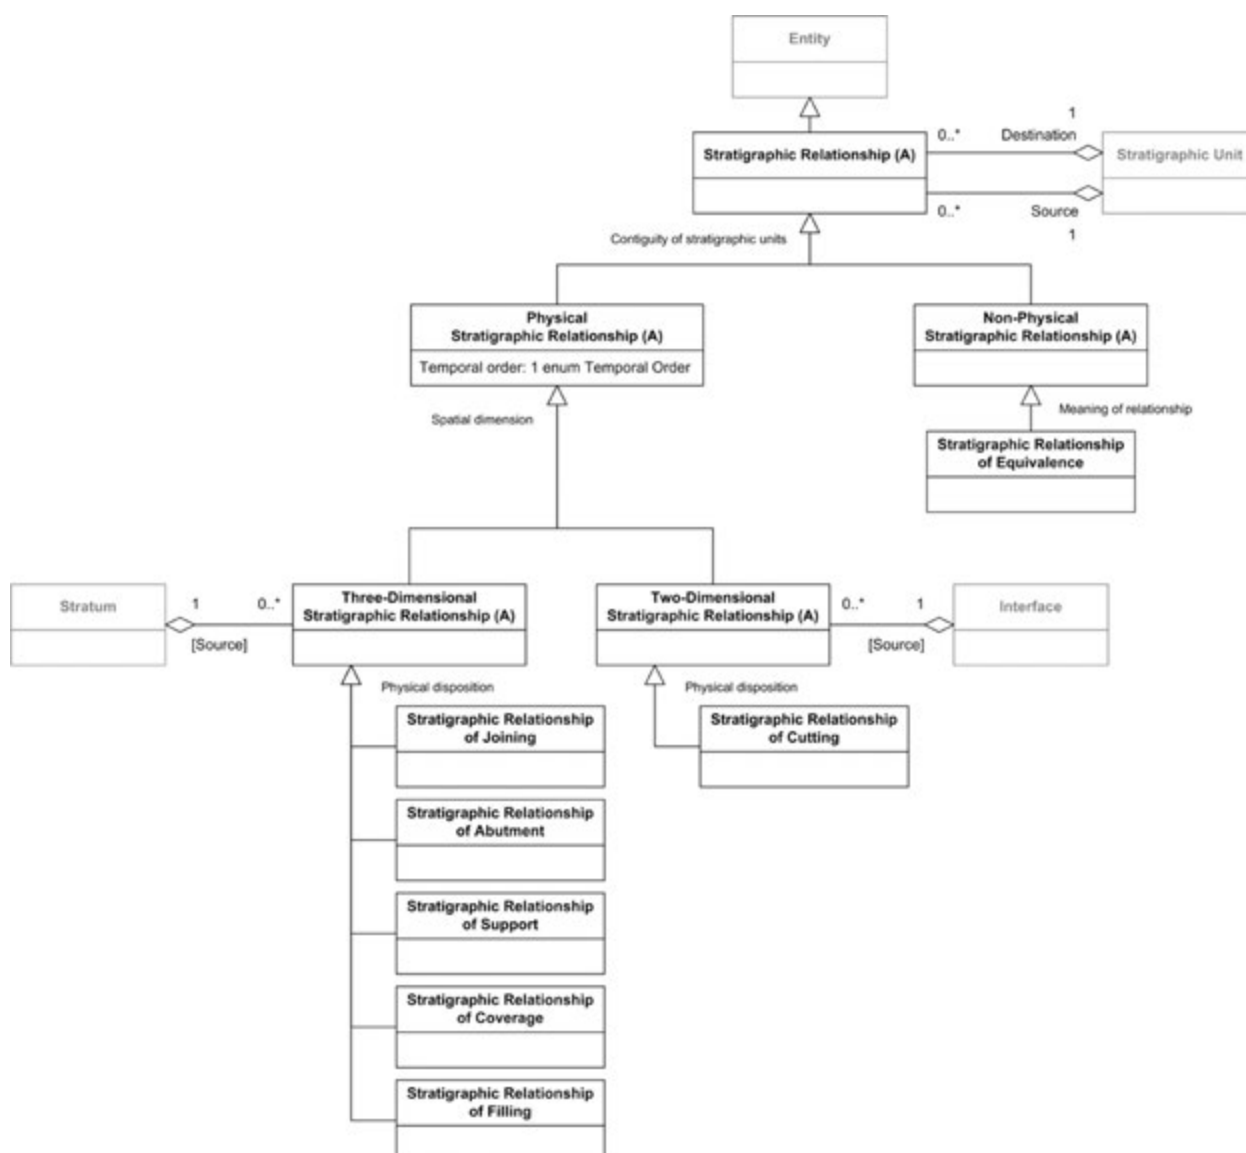 Entity
1
0..*
Destination
Stratigraphic Relationship (A)
Stratigraphic Unit
0..*
Source
1
Contiguity of stratigraphic units
Physical
Stratigraphic Relationship (A)
Temporal order: 1 enum Temporal Order
Non-Physical
Stratigraphic Relationship (A)
Spatial dimension
Meaning of relationship
Stratigraphic Relationship
of Equivalence
Stratum
1
0..*
[Source]
Three-Dimensional
Stratigraphic Relationship (A)
Two-Dimensional
Stratigraphic Relationship (A)
0..*
1
[Source]
Interface
Physical disposition
Physical disposition
Stratigraphic Relationship
of Joining
Stratigraphic Relationship
of Cutting
Stratigraphic Relationship
of Abutment
Stratigraphic Relationship
of Support
Stratigraphic Relationship
of Coverage
Stratigraphic Relationship
of Filling